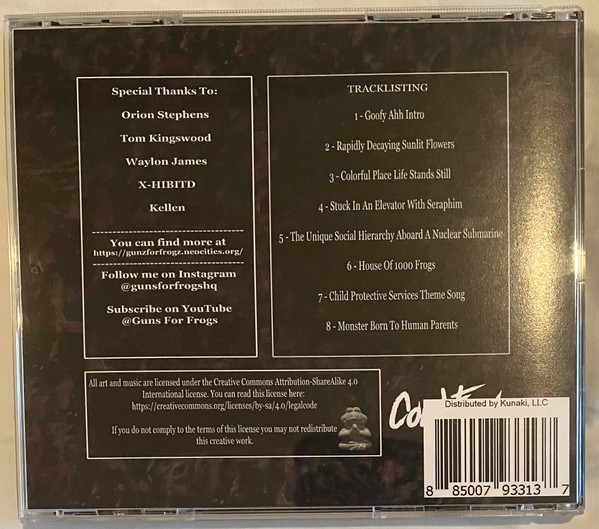 Special Thanks To:
Orion Stephens
Tom Kingswood
Waylon James
X-HIBITD
Kellen
You can find more at
https://gunzforfrogz.neocities.org/
Follow me on Instagram
@gunsforfrogshq
Subscribe on YouTube
@Guns For Frogs
TRACKLISTING
1 - Goofy Ahh Intro
2 - Rapidly Decaying Sunlit Flowers
3 - Colorful Place Life Stands Still
4 - Stuck In An Elevator With Seraphim
5 - The Unique Social Hierarchy Aboard A Nuclear Submarine
6 - House Of 1000 Frogs
7 - Child Protective Services Theme Song
8 - Monster Born To Human Parents
All art and music are licensed under the Creative Commons Attribution-ShareAlike 4.0
International license. You can read this license here:
https://creativecommons.org/licenses/by-sa/4.0/legalcode
If you do not comply to the terms of this license you may not redistribute
this creative work.
Distributed by Kunaki, LLC
8 85007 93313 7